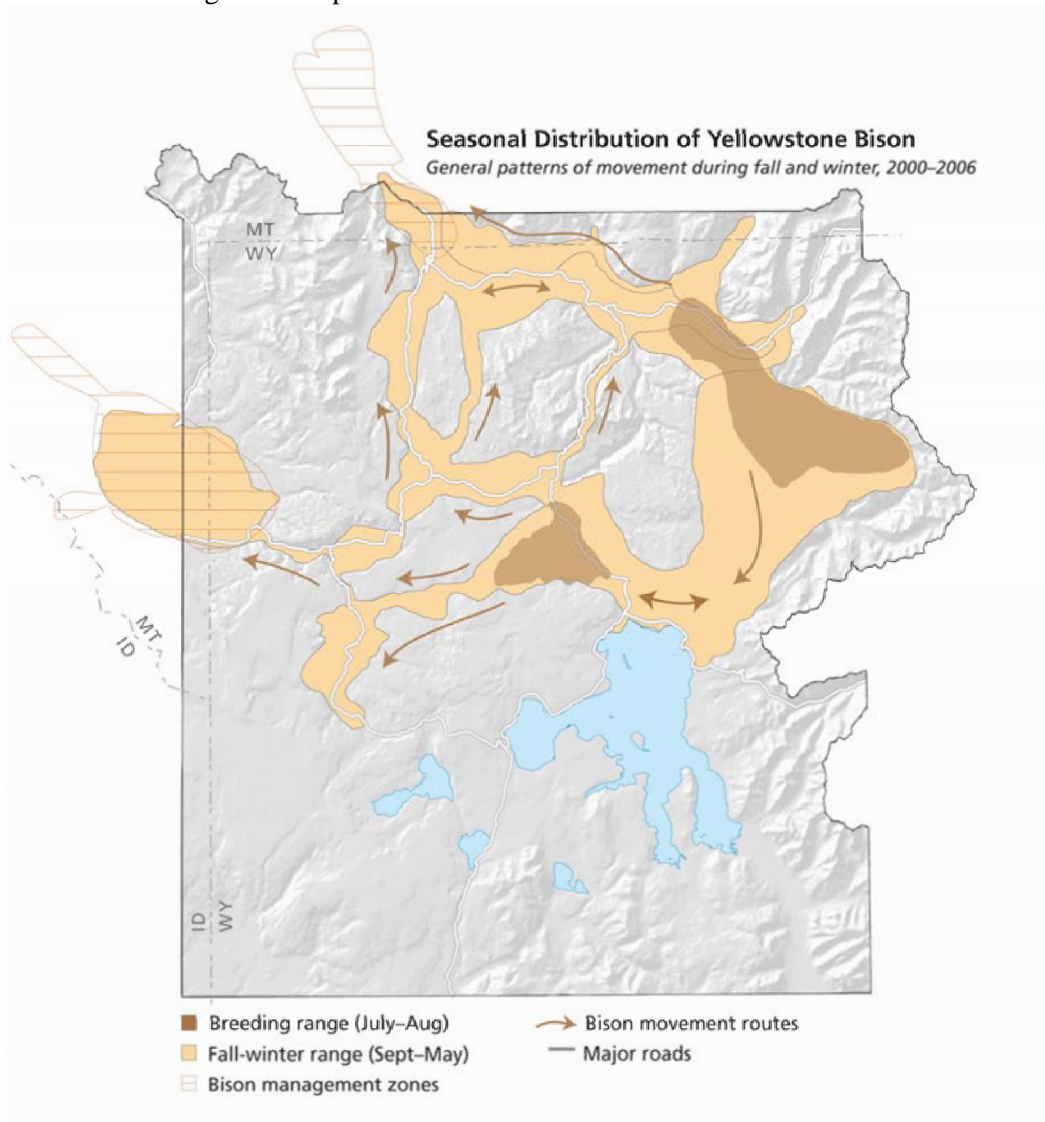 Seasonal Distribution of Yellowstone Bison
General patterns of movement during fall and winter, 2000–2006
MT
WY
MT
ID
ID
WY
Breeding range (July–Aug)
Bison movement routes
Fall-winter range (Sept–May)
Major roads
Bison management zones